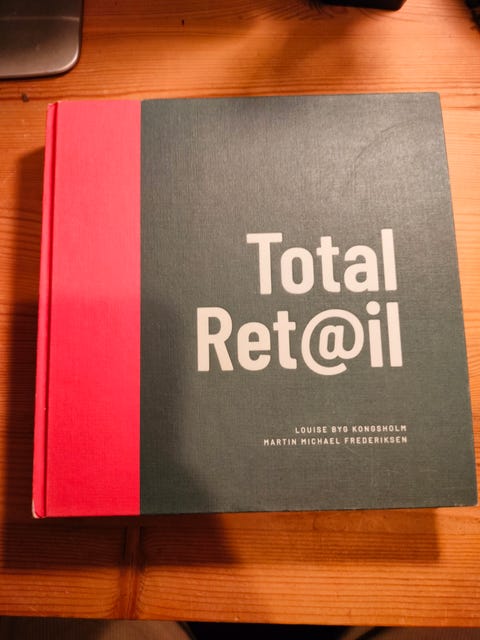 Total
Ret@il
LOUISE BYG KONGSHOLM
MARTIN MICHAEL FREDERIKSEN